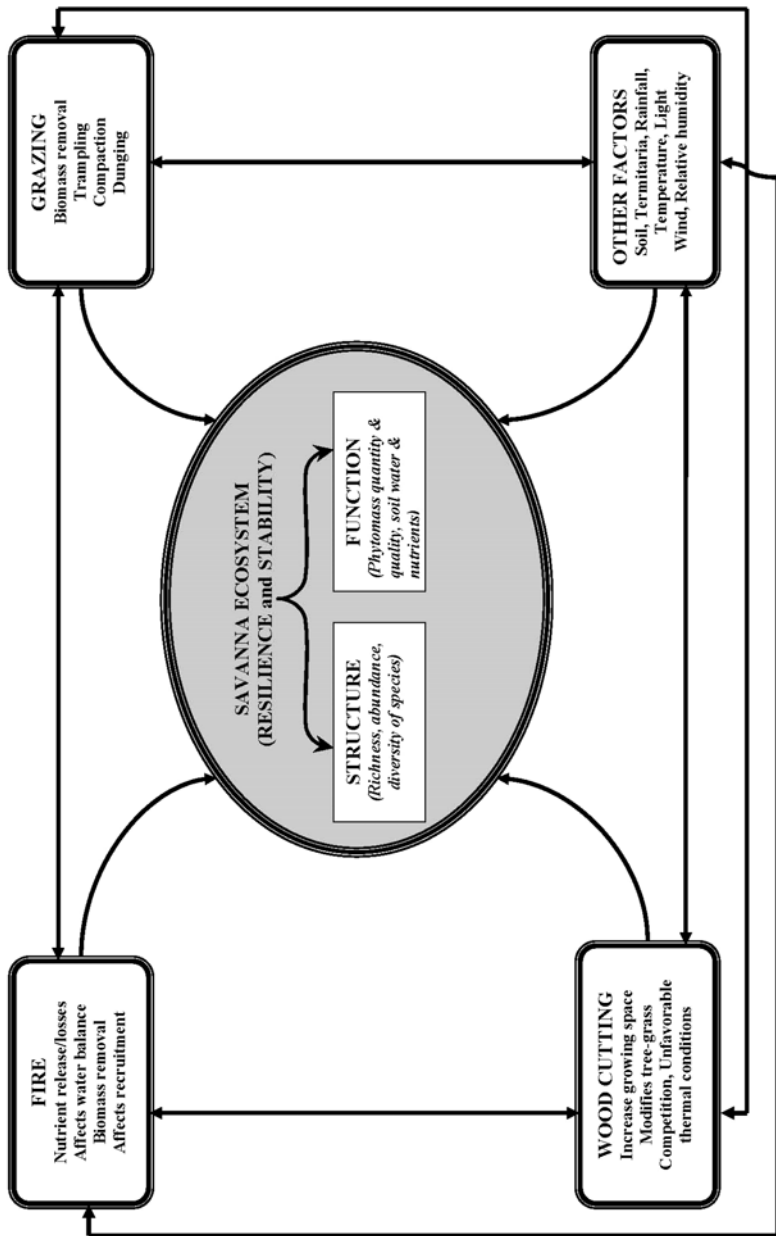 FIRE
Nutrient release/losses
Affects water balance
Biomass removal
Affects recruitment
GRAZING
Biomass removal
Trampling
Compaction
Dunging
SAVANNA ECOSYSTEM
(RESILIENCE and STABILITY)
STRUCTURE
(Richness, abundance,
diversity of species)
FUNCTION
(Phytomass quantity &
quality, soil water &
nutrients)
WOOD CUTTING
Increase growing space
Modifies tree-grass
Competition, Unfavorable
thermal conditions
OTHER FACTORS
Soil, Termitaria, Rainfall,
Temperature, Light
Wind, Relative humidity